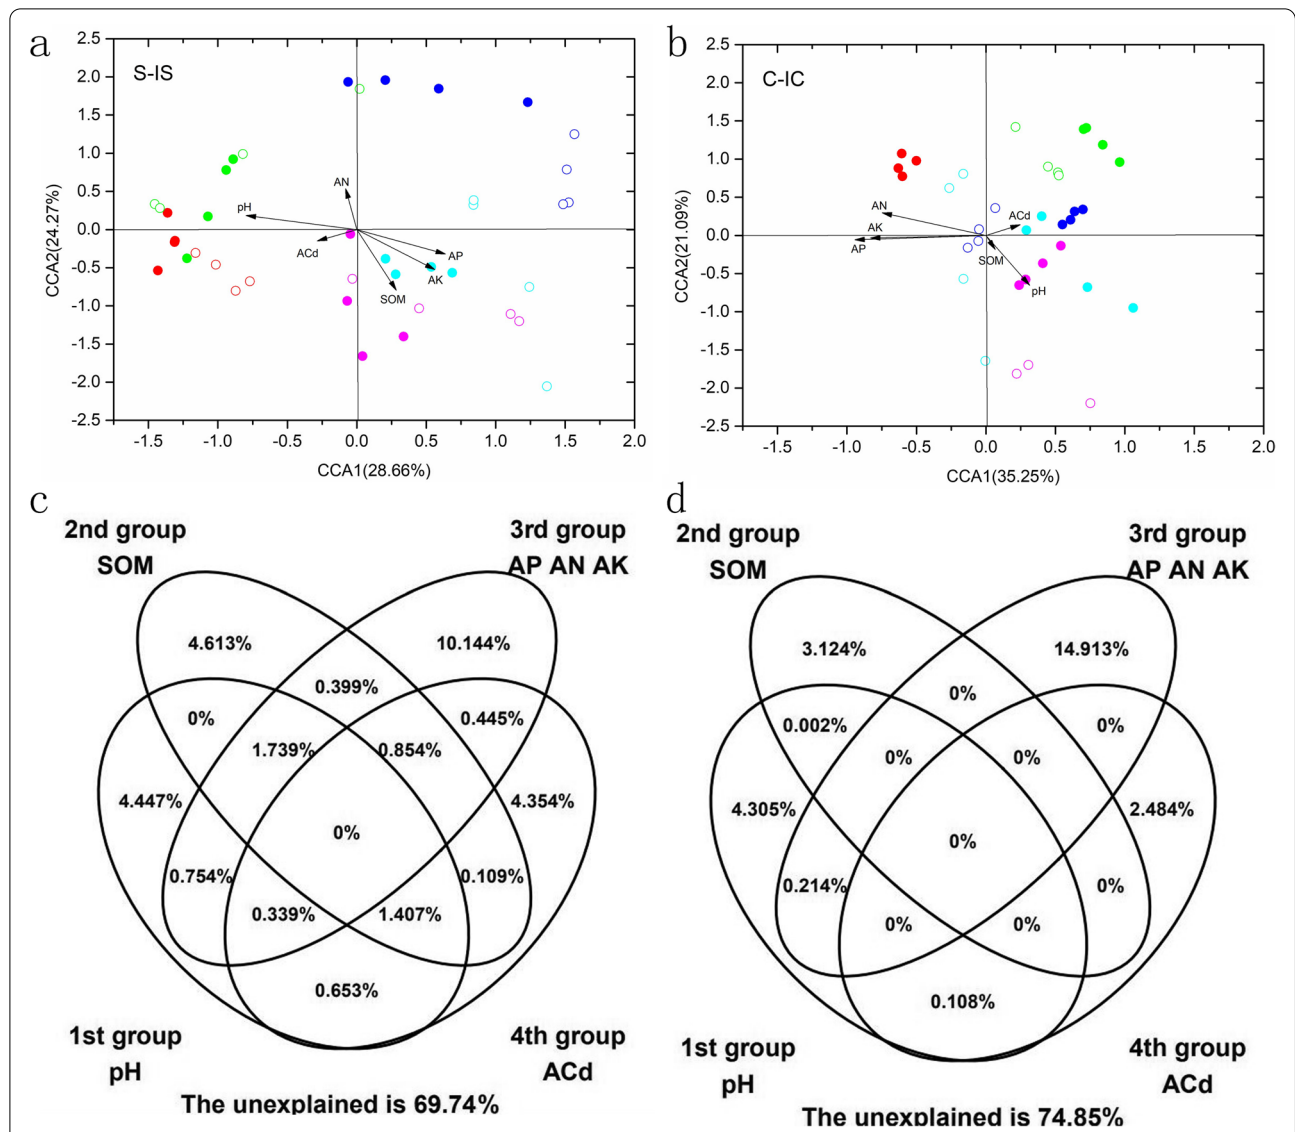 a
S-IS
2.5
2.0
1.5
1.0
0.5
0.0
-0.5
-1.0
-1.5
-2.0
-2.5
CCA2(24.27%)
AN
pH
ACd
AP
AK
SOM
-1.5 -1.0 -0.5 0.0 0.5 1.0 1.5 2.0
CCA1(28.66%)
b
C-IC
2.5
2.0
1.5
1.0
0.5
0.0
-0.5
-1.0
-1.5
-2.0
-2.5
CCA2(21.09%)
AN
AK
AP
ACd
SOM
pH
-1.5 -1.0 -0.5 0.0 0.5 1.0 1.5 2.0
CCA1(35.25%)
c
2nd group
SOM
3rd group
AP AN AK
4.613%
10.144%
0.399%
0%
0.445%
1.739%
0.854%
4.447%
4.354%
0%
0.754%
0.109%
0.339%
1.407%
0.653%
1st group
pH
4th group
ACd
The unexplained is 69.74%
d
2nd group
SOM
3rd group
AP AN AK
3.124%
14.913%
0%
0.002%
0%
0%
0%
4.305%
2.484%
0%
0.214%
0%
0%
0%
0.108%
1st group
pH
4th group
ACd
The unexplained is 74.85%